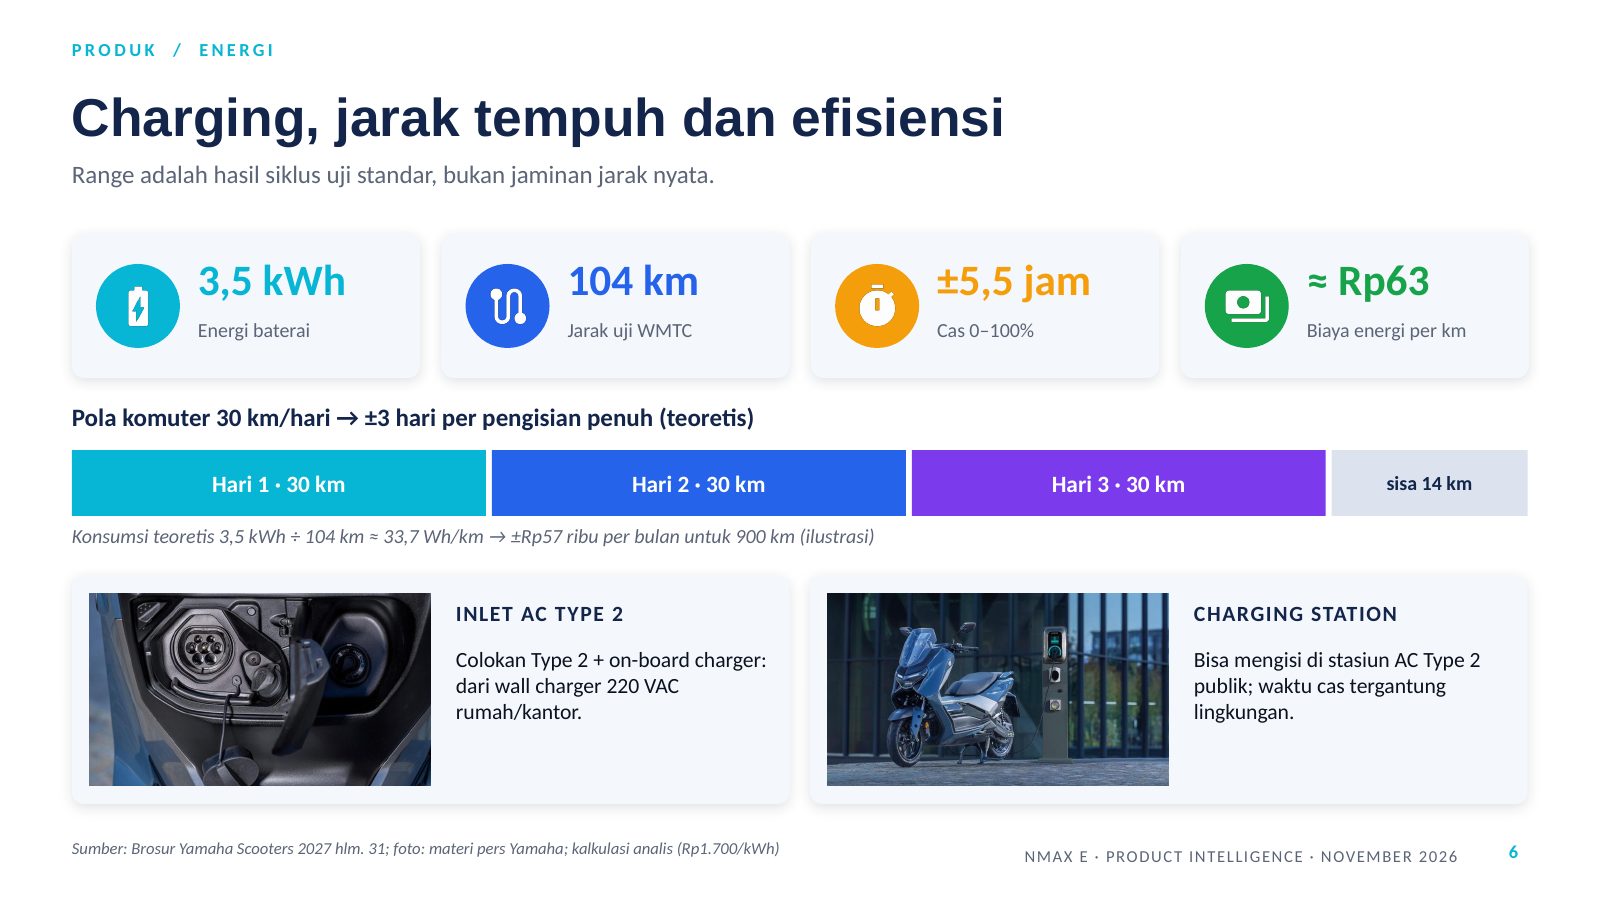 PRODUK / ENERGI
Charging, jarak tempuh dan efisiensi
Range adalah hasil siklus uji standar, bukan jaminan jarak nyata.
3,5 kWh
Energi baterai
104 km
Jarak uji WMTC
±5,5 jam
Cas 0–100%
≈ Rp63
Biaya energi per km
Pola komuter 30 km/hari → ±3 hari per pengisian penuh (teoretis)
Hari 1 · 30 km
Hari 2 · 30 km
Hari 3 · 30 km
sisa 14 km
Konsumsi teoretis 3,5 kWh ÷ 104 km ≈ 33,7 Wh/km → ±Rp57 ribu per bulan untuk 900 km (ilustrasi)
INLET AC TYPE 2
Colokan Type 2 + on-board charger:
dari wall charger 220 VAC
rumah/kantor.
CHARGING STATION
Bisa mengisi di stasiun AC Type 2
publik; waktu cas tergantung
lingkungan.
Sumber: Brosur Yamaha Scooters 2027 hlm. 31; foto: materi pers Yamaha; kalkulasi analis (Rp1.700/kWh)
NMAX E · PRODUCT INTELLIGENCE · NOVEMBER 2026
6